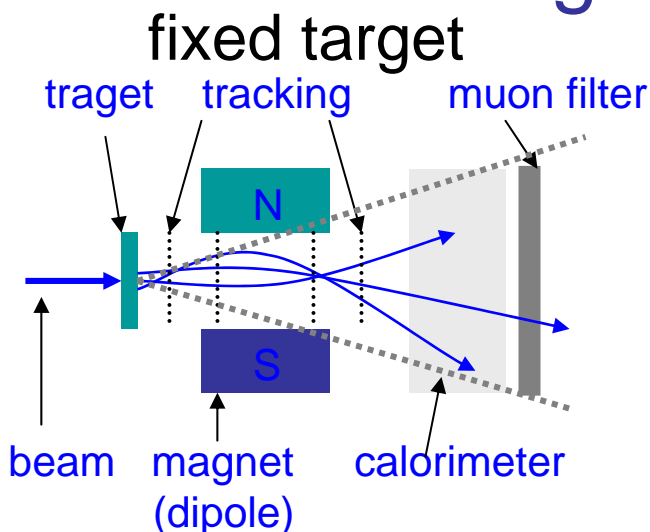 g
fixed target
traget tracking muon filter
N
S
beam magnet calorimeter
(dipole)